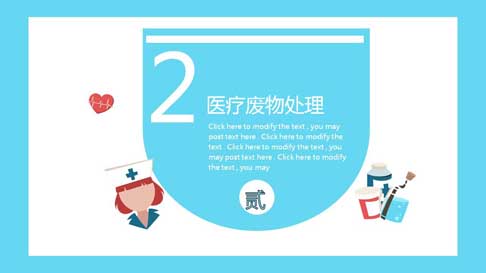 2
医疗废物处理
Click here to modify the text , you may
post text here . Click here to modify the
text . Click here to modify the text , you
may post text here . Click here to modify
the text , you may
贰